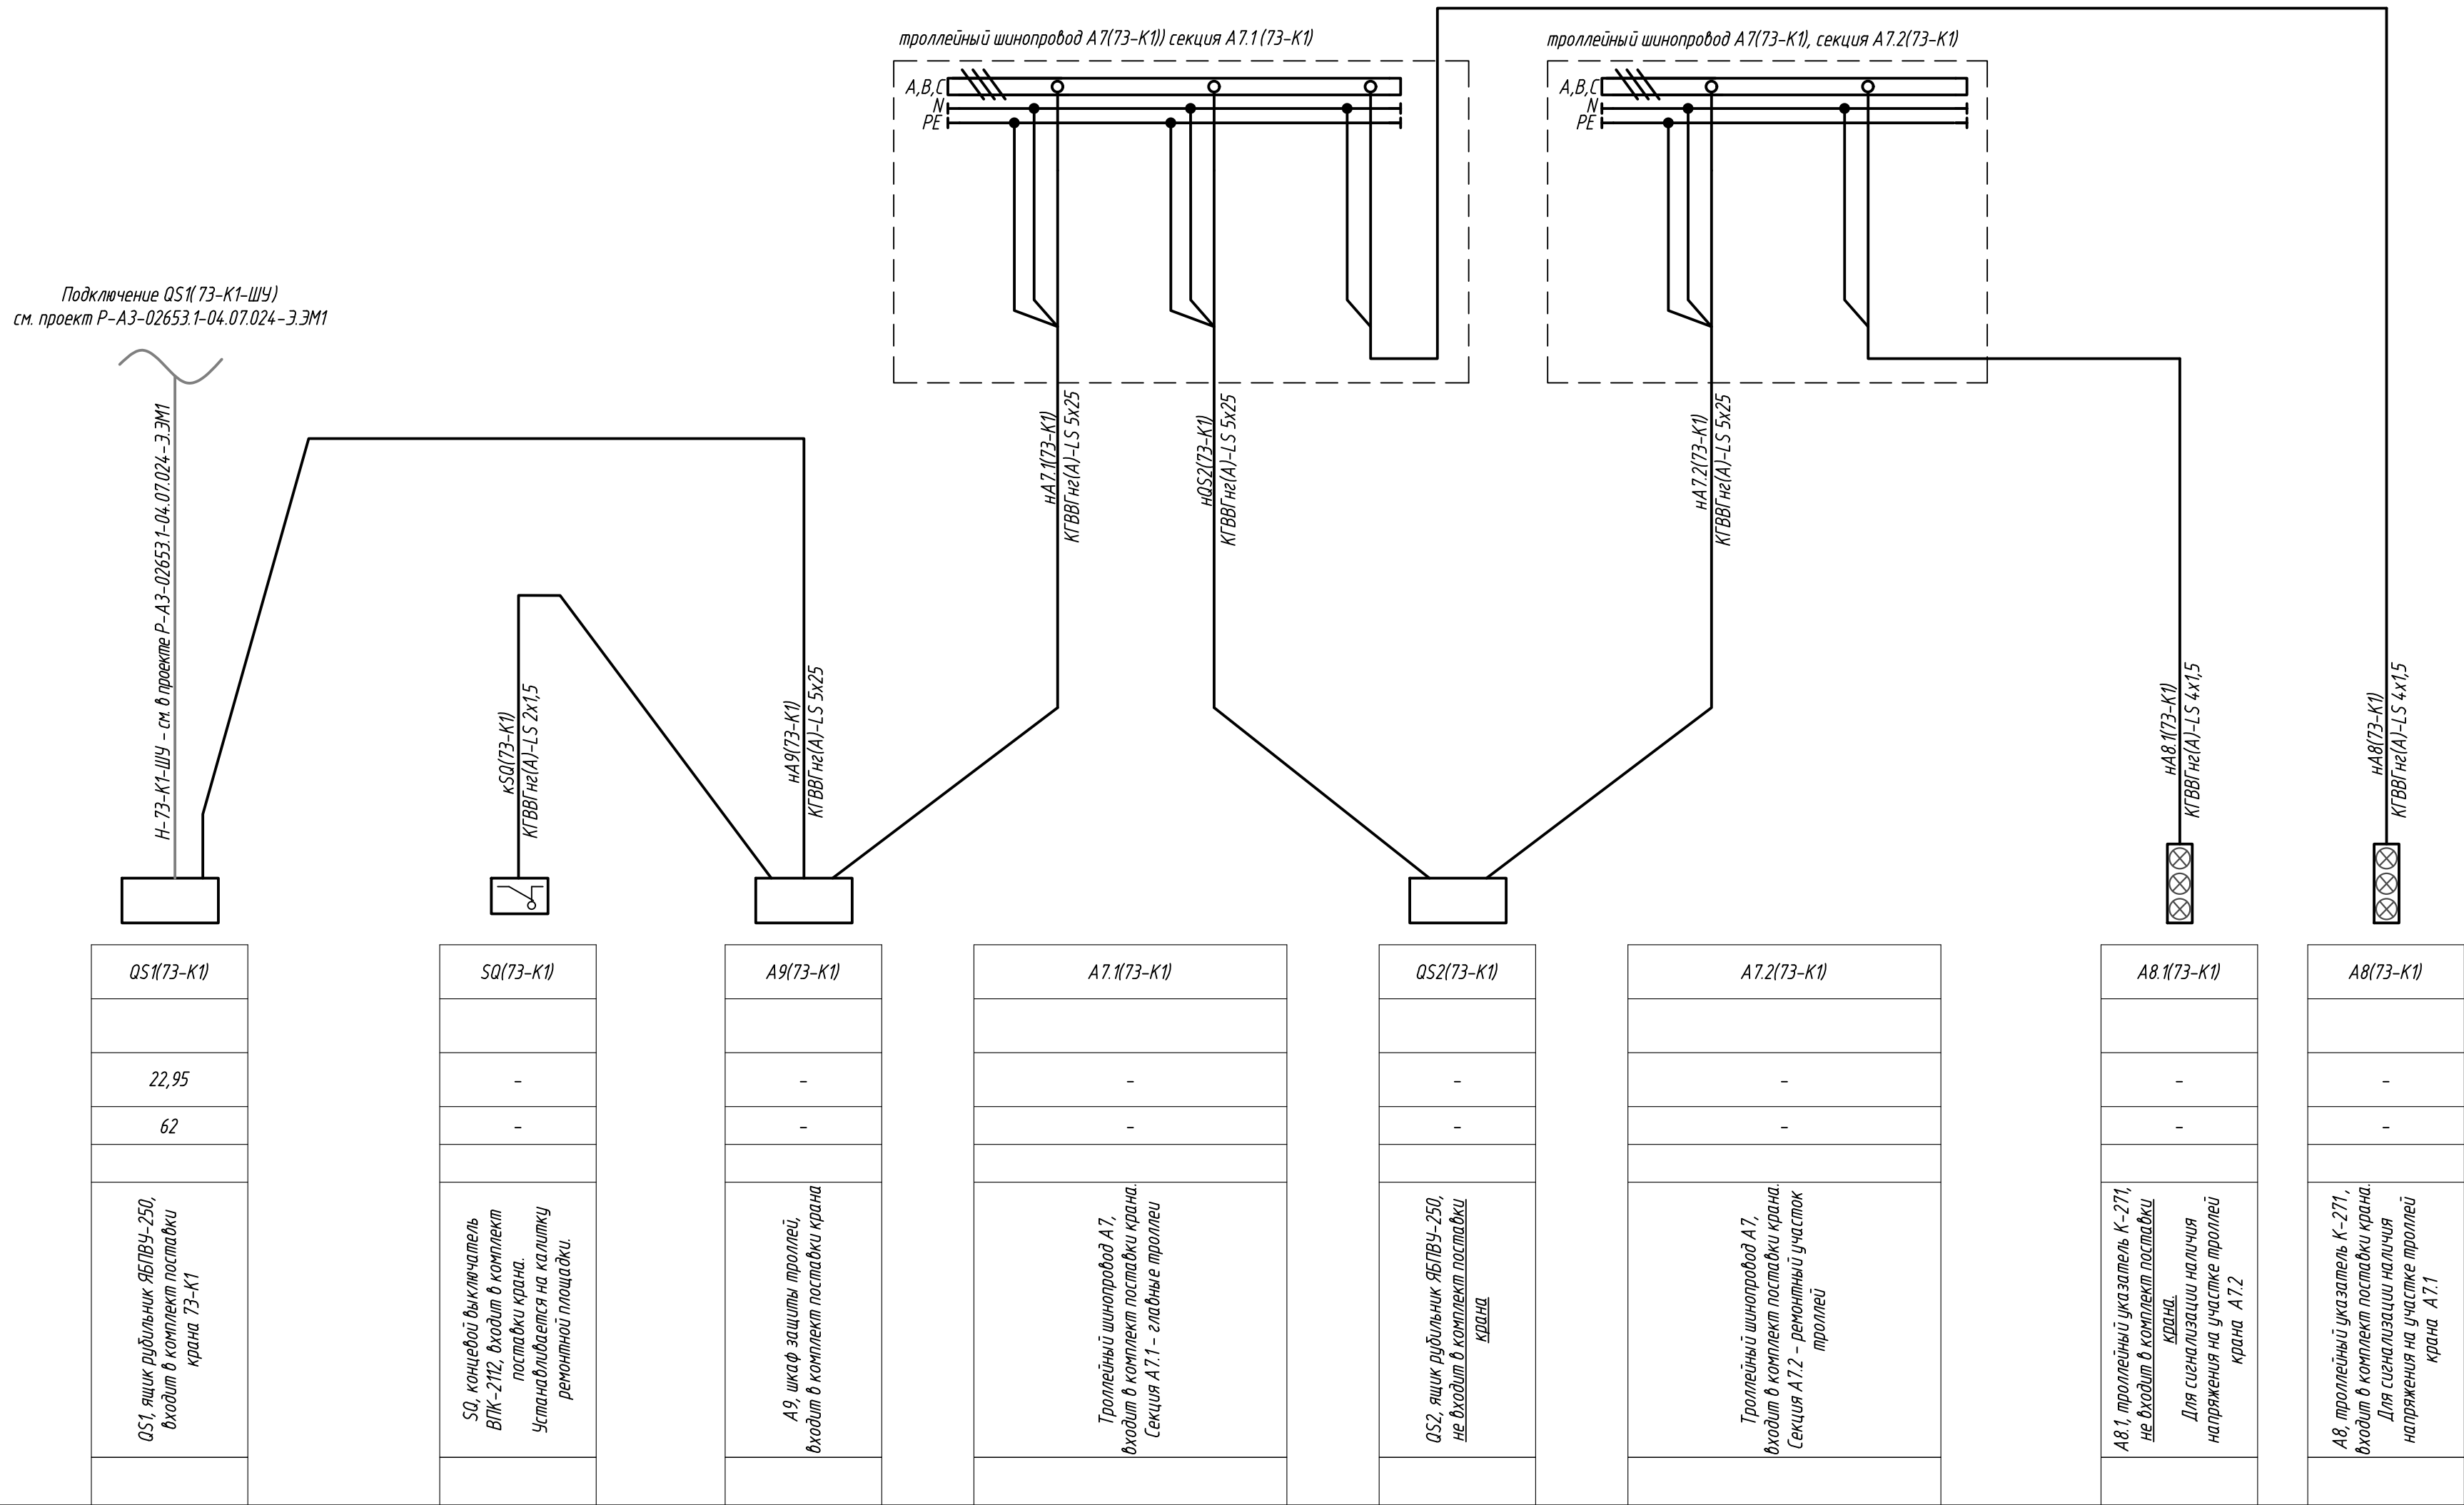 троллейный шинопровод А7(73-К1)) секция А7.1 (73-К1)
троллейный шинопровод А7(73-К1), секция А7.2(73-К1)
А,В,С
N
PE
А,В,С
N
PE
Подключение QS1(73-К1-ШУ)
см. проект Р-АЗ-02653.1-04.07.024-Э.ЭМ1
Н-73-К1-ШУ - см. в проекте Р-АЗ-02653.1-04.07.024-Э.ЭМ1
кSQ(73-К1)
КГВВГнг(А)-LS 2х1,5
нА9(73-К1)
КГВВГнг(А)-LS 5х25
нА7.1(73-К1)
КГВВГнг(А)-LS 5х25
нQS2(73-К1)
КГВВГнг(А)-LS 5х25
нА7.2(73-К1)
КГВВГнг(А)-LS 5х25
нА8.1(73-К1)
КГВВГнг(А)-LS 4х1,5
нА8(73-К1)
КГВВГнг(А)-LS 4х1,5
QS1(73-К1)
SQ(73-К1)
А9(73-К1)
А7.1(73-К1)
QS2(73-К1)
А7.2(73-К1)
А8.1(73-К1)
А8(73-К1)
22,95
-
-
-
-
-
-
-
62
-
-
-
-
-
-
-
QS1, ящик рубильник ЯБПВУ-250,
входит в комплект поставки
крана 73-К1
SQ, концевой выключатель
ВПК-2112, входит в комплект
поставки крана.
Устанавливается на калитку
ремонтной площадки.
А9, шкаф защиты троллей,
входит в комплект поставки крана
Троллейный шинопровод А7,
входит в комплект поставки крана.
Секция А7.1 - главные троллеи
QS2, ящик рубильник ЯБПВУ-250,
не входит в комплект поставки
крана
Троллейный шинопровод А7,
входит в комплект поставки крана.
Секция А7.2 - ремонтный участок
троллей
А8.1, троллейный указатель К-271,
не входит в комплект поставки
крана.
Для сигнализации наличия
напряжения на участке троллей
крана А7.2
А8, троллейный указатель К-271 ,
входит в комплект поставки крана.
Для сигнализации наличия
напряжения на участке троллей
крана А7.1